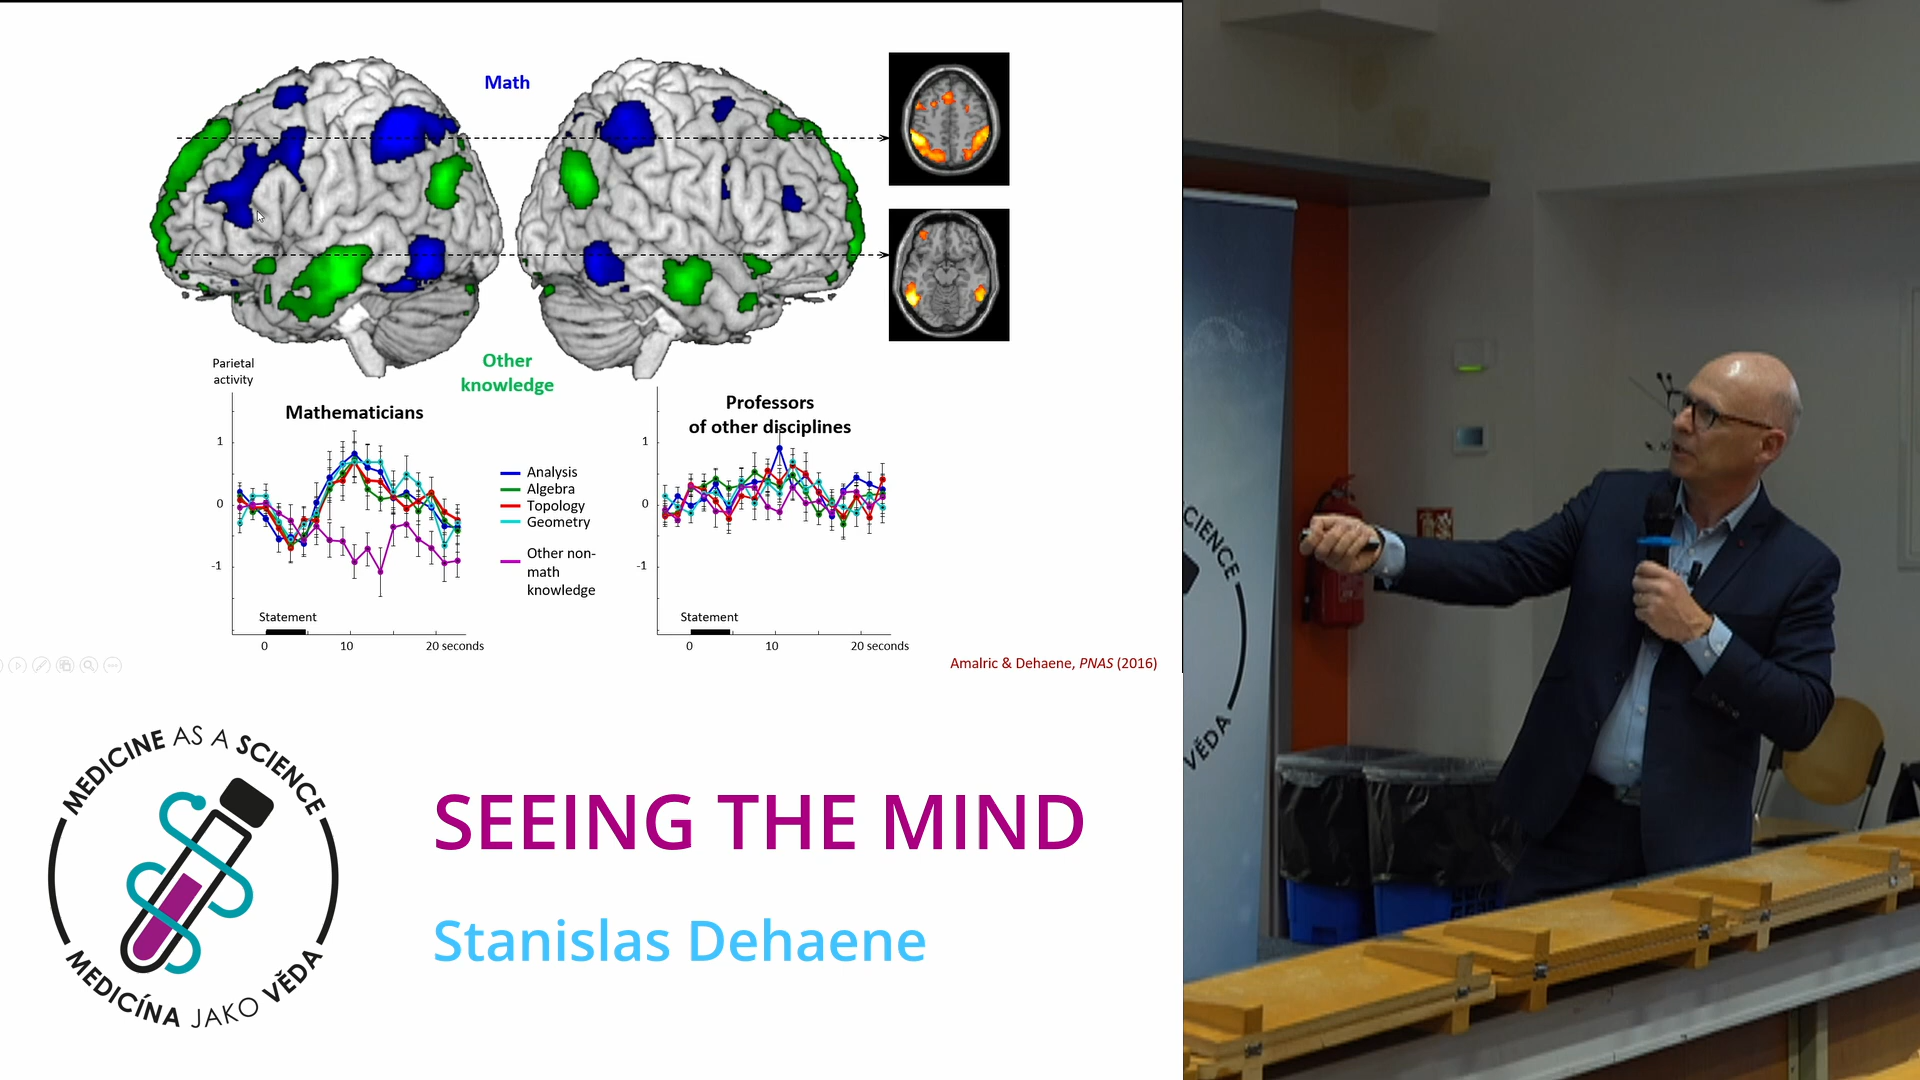 Math
Other
knowledge
Parietal
activity
Mathematicians
1
0
-1
Statement
0
10
20 seconds
Analysis
Algebra
Topology
Geometry
Other non-
math
knowledge
Professors
of other disciplines
1
0
-1
Statement
0
10
20 seconds
Amalric & Dehaene, PNAS (2016)
MEDICINE AS A SCIENCE
MEDICÍNA JAKO VĚDA
SEEING THE MIND
Stanislas Dehaene
CIENCE
VĚDA